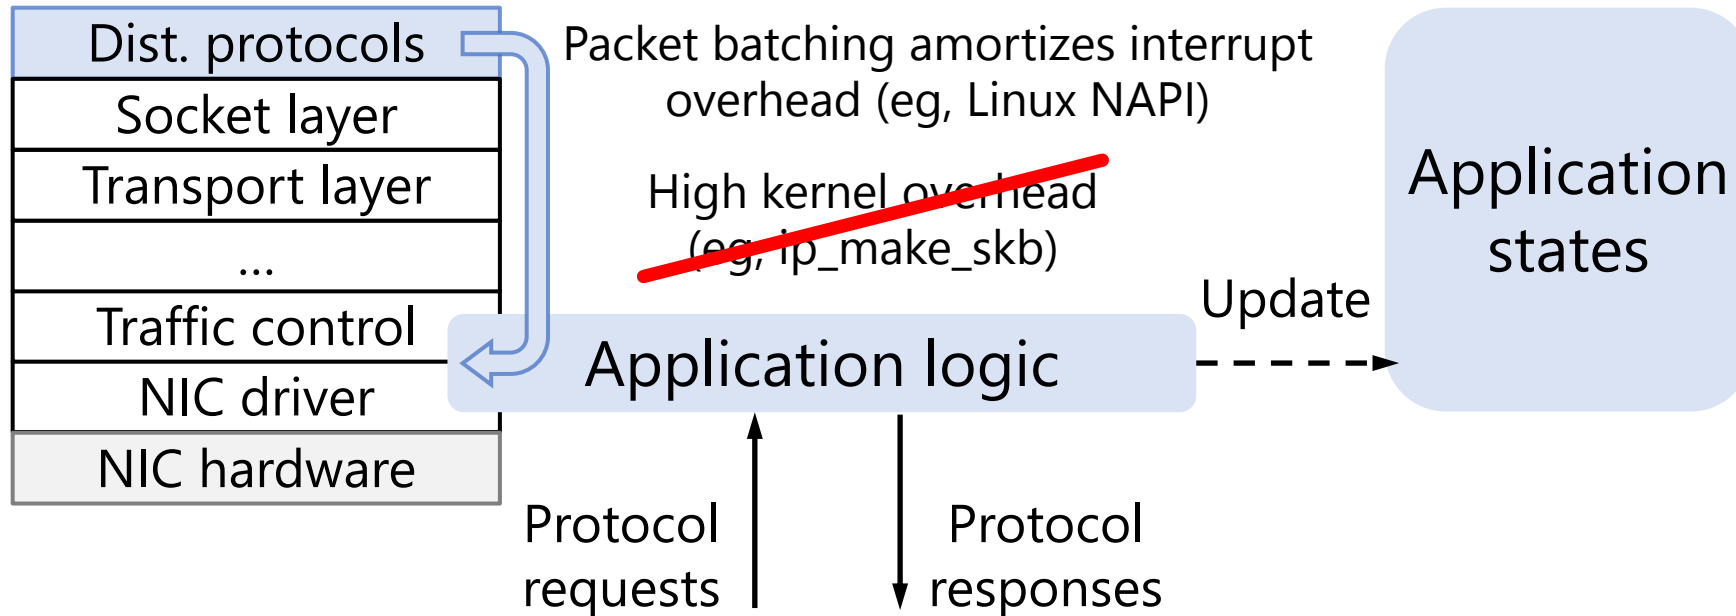 Dist. protocols
Socket layer
Transport layer
...
Traffic control
NIC driver
NIC hardware
Packet batching amortizes interrupt
overhead (eg, Linux NAPI)
High kernel overhead
(eg, ip_make_skb)
Application logic
Update
Application
states
Protocol
requests
Protocol
responses